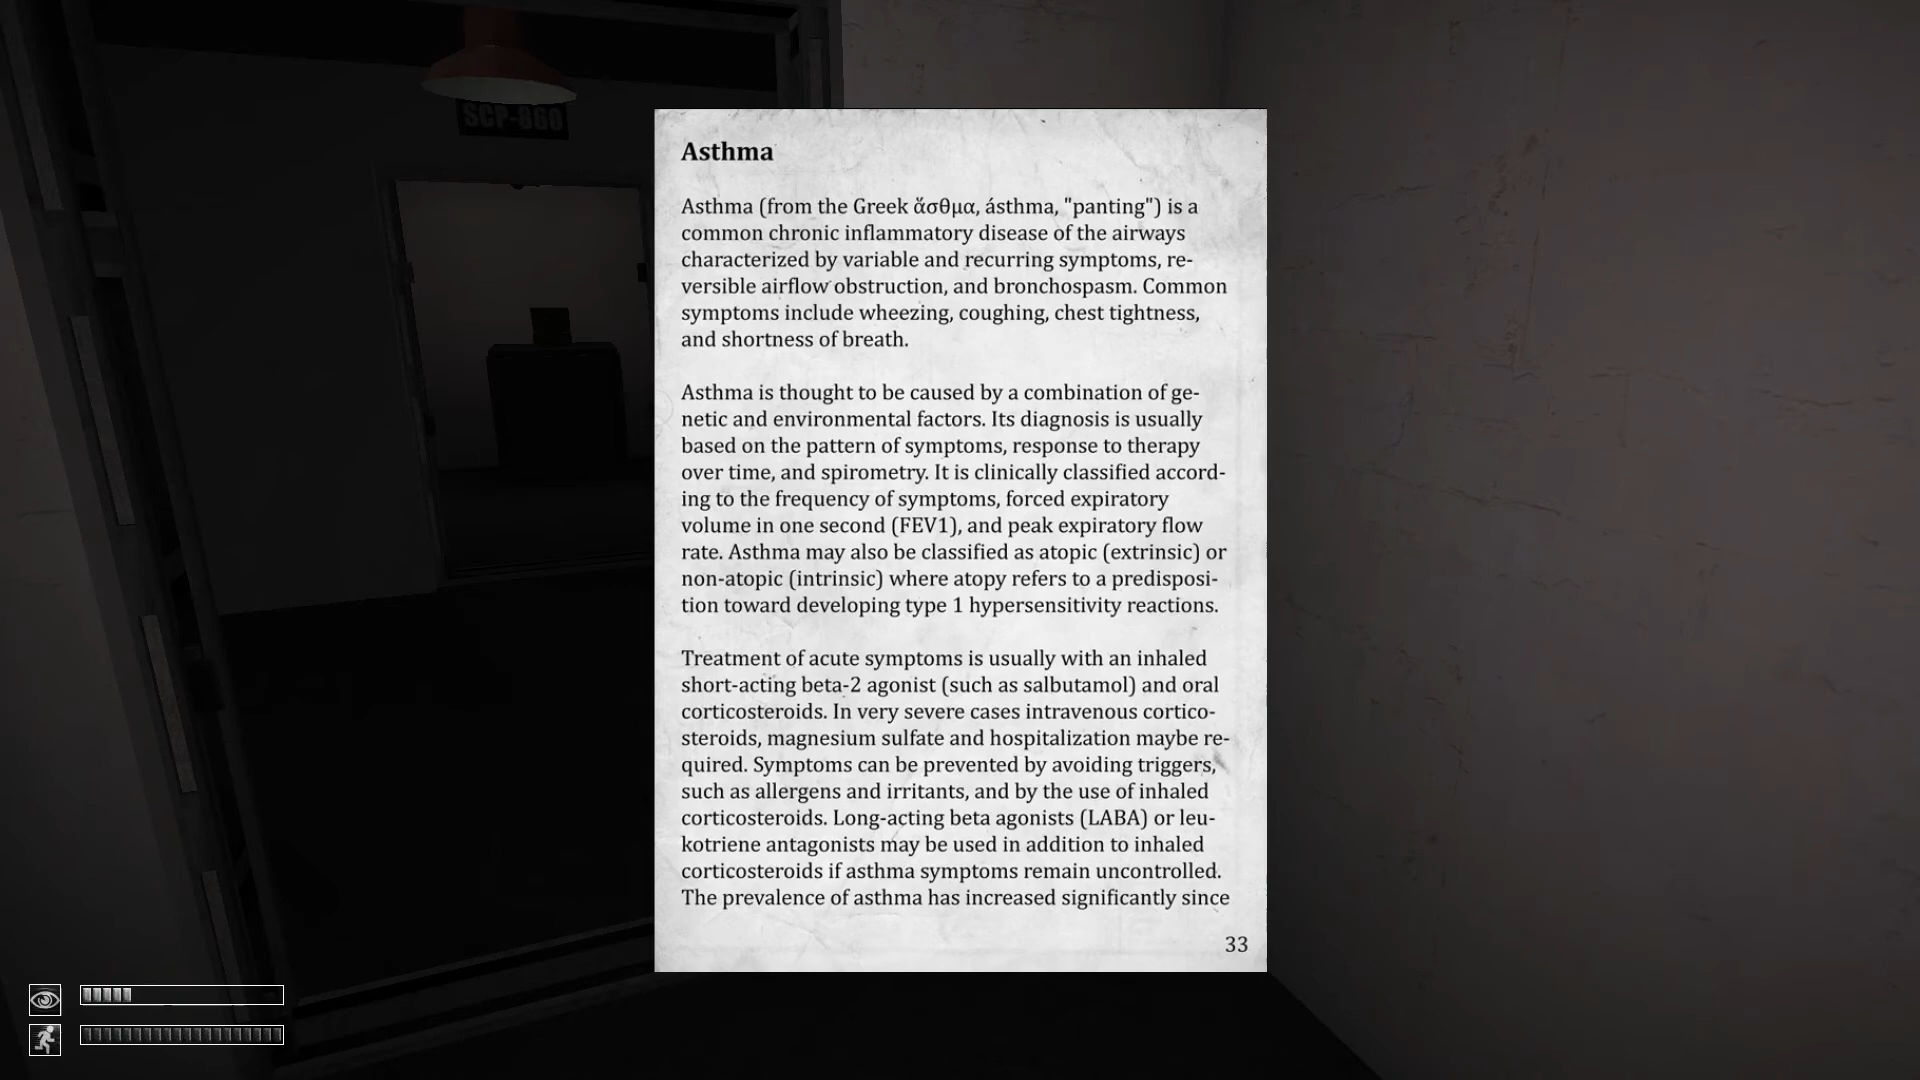 SCP-860
Asthma
Asthma (from the Greek ἅσθμα, ásthma, "panting") is a
common chronic inflammatory disease of the airways
characterized by variable and recurring symptoms, re-
versible airflow obstruction, and bronchospasm. Common
symptoms include wheezing, coughing, chest tightness,
and shortness of breath.
Asthma is thought to be caused by a combination of ge-
netic and environmental factors. Its diagnosis is usually
based on the pattern of symptoms, response to therapy
over time, and spirometry. It is clinically classified accord-
ing to the frequency of symptoms, forced expiratory
volume in one second (FEV1), and peak expiratory flow
rate. Asthma may also be classified as atopic (extrinsic) or
non-atopic (intrinsic) where atopy refers to a predisposi-
tion toward developing type 1 hypersensitivity reactions.
Treatment of acute symptoms is usually with an inhaled
short-acting beta-2 agonist (such as salbutamol) and oral
corticosteroids. In very severe cases intravenous cortico-
steroids, magnesium sulfate and hospitalization maybe re-
quired. Symptoms can be prevented by avoiding triggers,
such as allergens and irritants, and by the use of inhaled
corticosteroids. Long-acting beta agonists (LABA) or leu-
kotriene antagonists may be used in addition to inhaled
corticosteroids if asthma symptoms remain uncontrolled.
The prevalence of asthma has increased significantly since
33